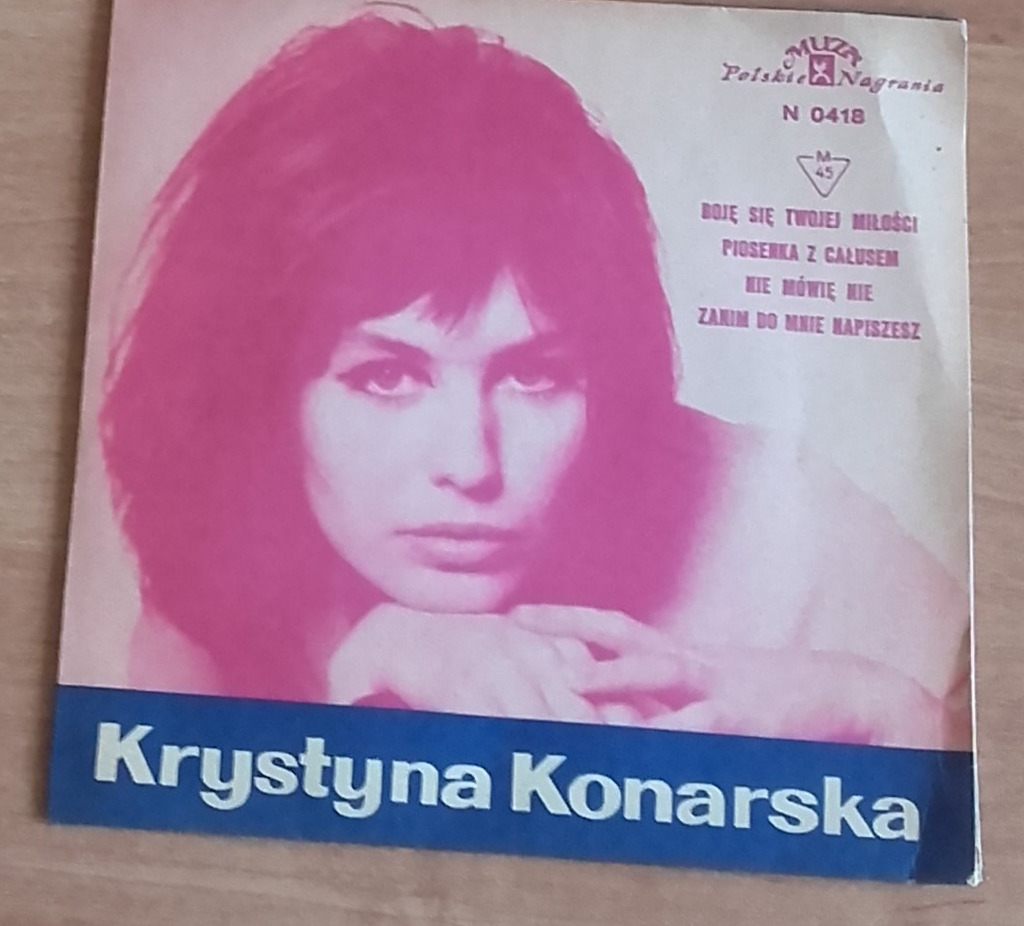 MUZA
Polskie Nagrania
N 0418
M
45
BOJĘ SIĘ TWOJEJ MIŁOŚCI
PIOSENKA Z CAŁUSEM
NIE MÓWIĘ NIE
ZANIM DO MNIE NAPISZESZ
Krystyna Konarska